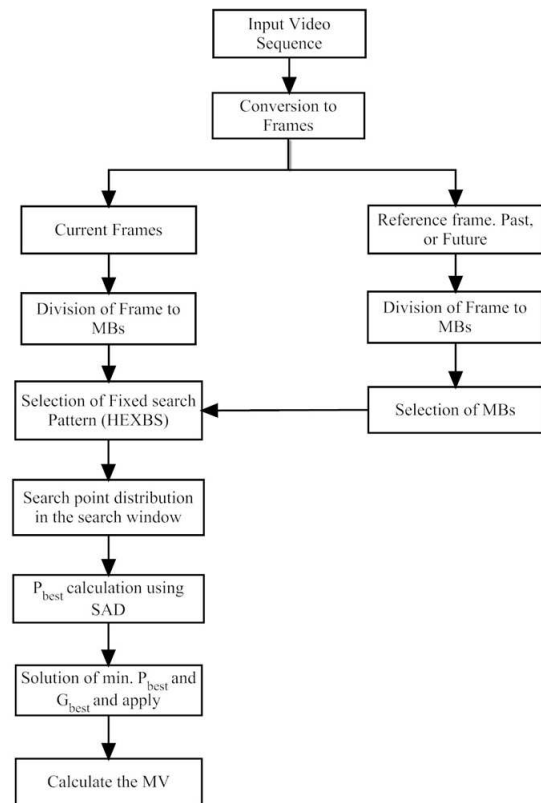 Input Video
Sequence
Conversion to
Frames
Current Frames
Reference frame. Past,
or Future
Division of Frame to
MBs
Division of Frame to
MBs
Selection of Fixed search
Pattern (HEXBS)
Selection of MBs
Search point distribution
in the search window
Pbest calculation using
SAD
Solution of min. Pbest and
Gbest and apply
Calculate the MV